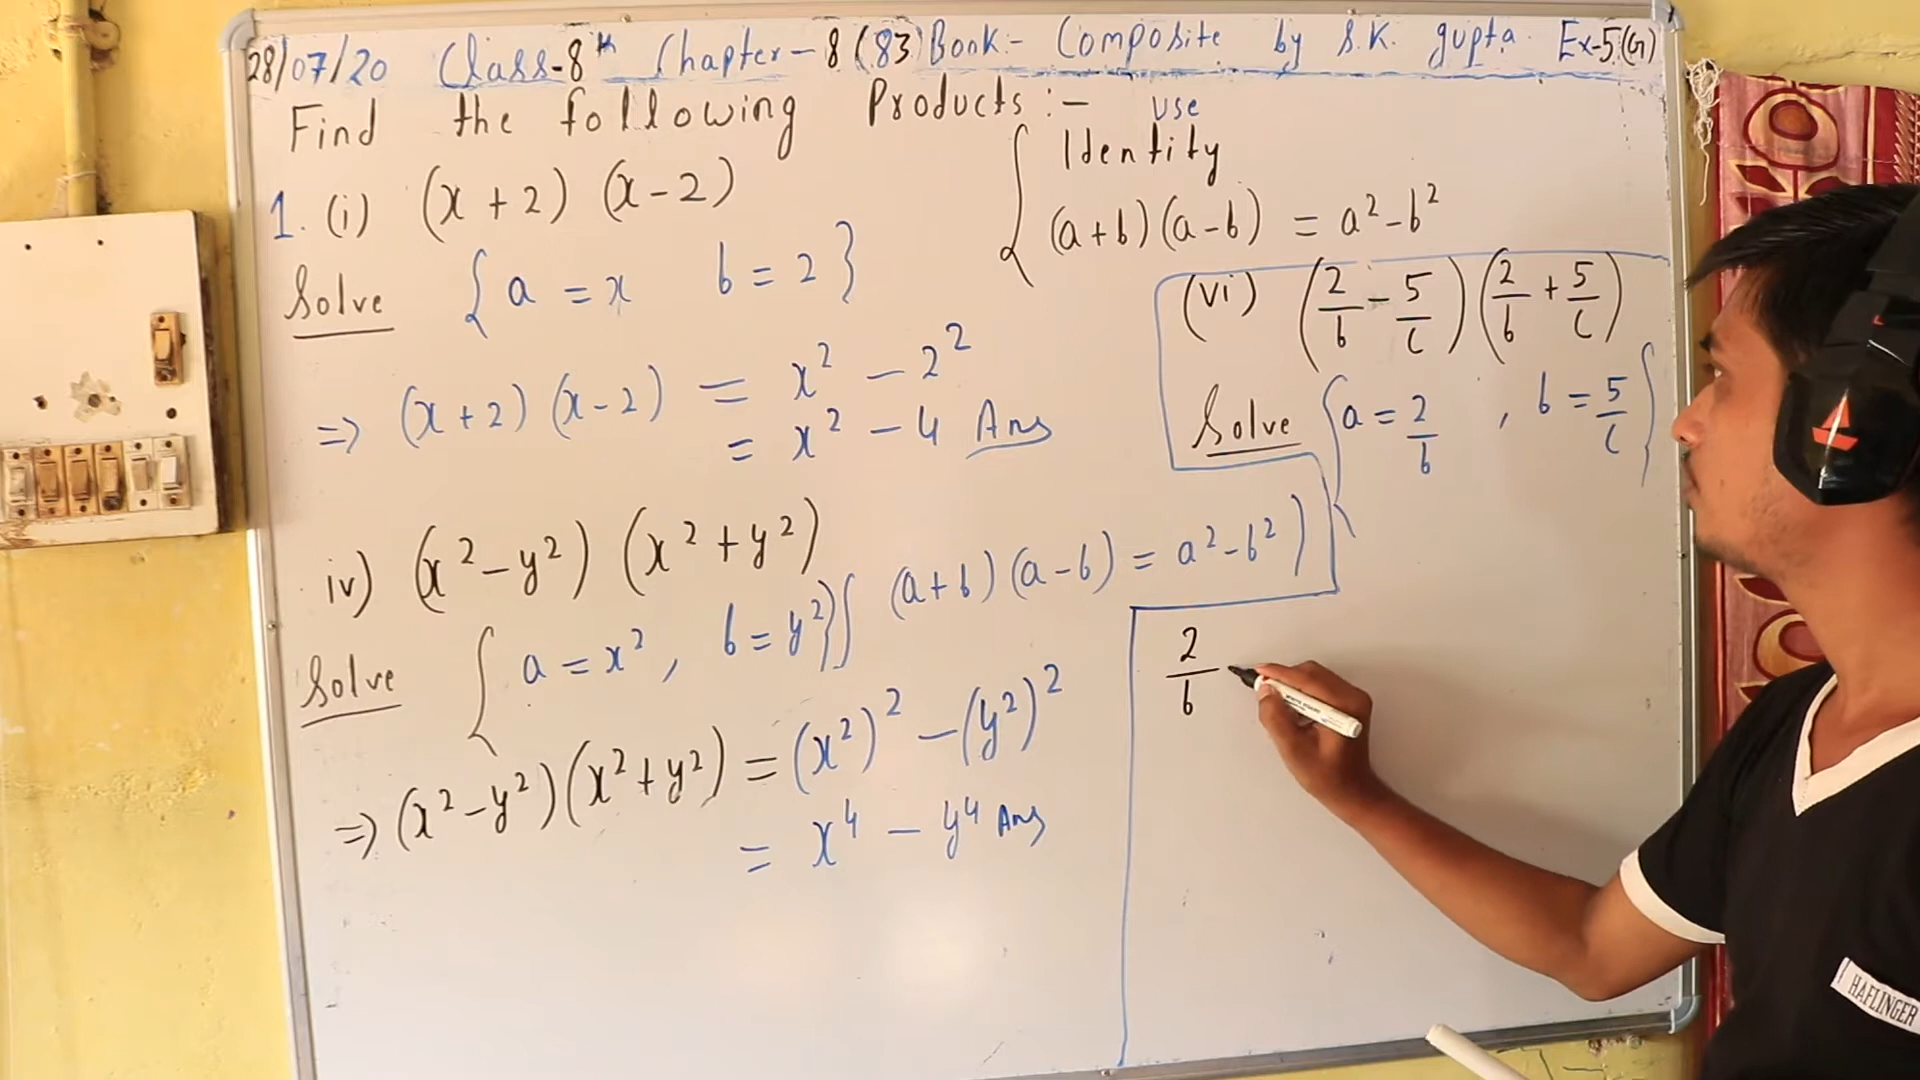 28/07/20 Class-8th Chapter-8 (83) Book:- Composite by S.K. gupta. Ex-5(G)
Find the following Products:-
use
Identity
(a+b)(a-b) = a²-b²
1. (i) (x+2) (x-2)
Solve { a = x b = 2 }
=> (x+2) (x-2) = x² - 2²
= x² - 4 Ans
iv) (x²-y²) (x²+y²)
(a+b)(a-b) = a²-b²)
Solve { a = x², b = y² }
=> (x²-y²)(x²+y²) = (x²)² - (y²)²
= x⁴ - y⁴ Ans
(vi) (2/b - 5/c) (2/b + 5/c)
Solve { a = 2/b , b = 5/c }
2/b
HAFLINGER